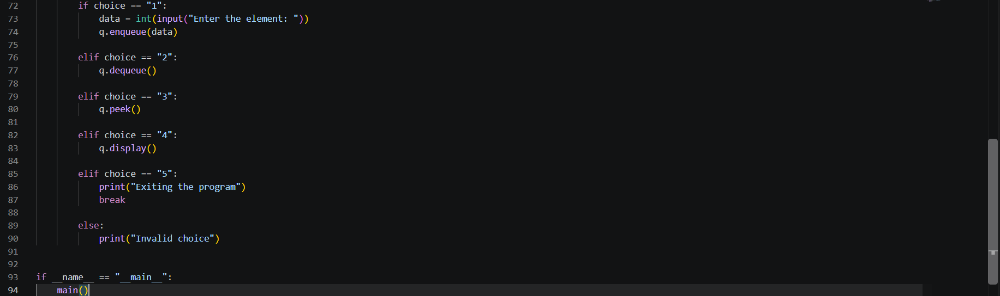 72 if choice == "1":
73 data = int(input("Enter the element: "))
74 q.enqueue(data)
75
76 elif choice == "2":
77 q.dequeue()
78
79 elif choice == "3":
80 q.peek()
81
82 elif choice == "4":
83 q.display()
84
85 elif choice == "5":
86 print("Exiting the program")
87 break
88
89 else:
90 print("Invalid choice")
91
92
93 if __name__ == "__main__":
94 main()